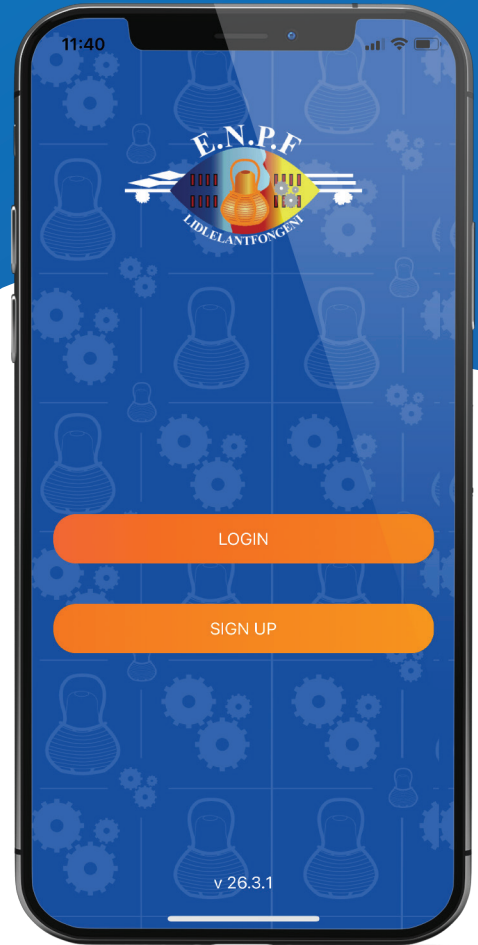 11:40
E.N.P.F
LIDLELANTFONGENI
LOGIN
SIGN UP
v 26.3.1